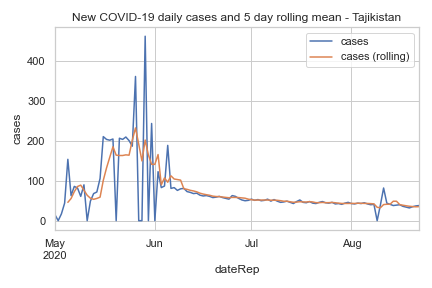 New COVID-19 daily cases and 5 day rolling mean - Tajikistan
cases
cases (rolling)
400
300
200
100
0
cases
May
2020
Jun
Jul
Aug
dateRep